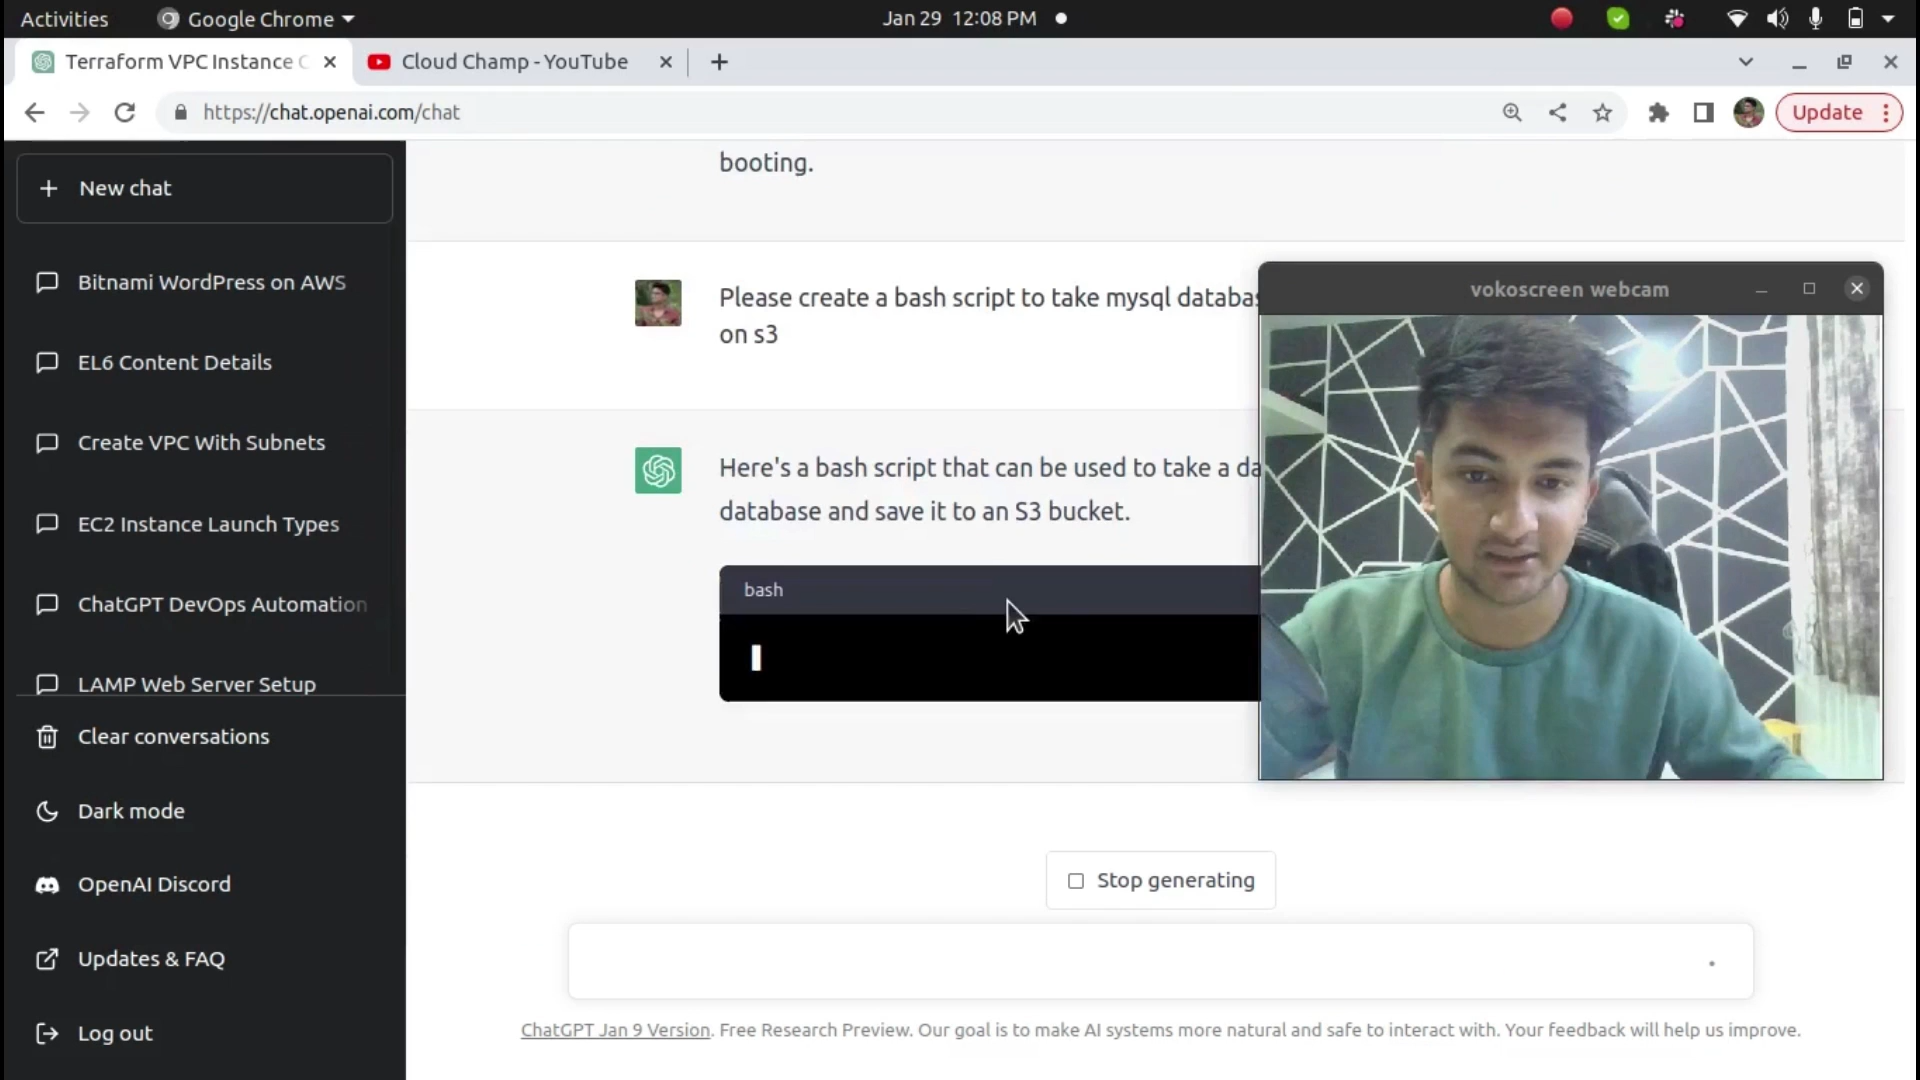 Activities
Google Chrome
Jan 29 12:08 PM
Terraform VPC Instance
Cloud Champ - YouTube
https://chat.openai.com/chat
Update
New chat
Bitnami WordPress on AWS
EL6 Content Details
Create VPC With Subnets
EC2 Instance Launch Types
ChatGPT DevOps Automation
LAMP Web Server Setup
Clear conversations
Dark mode
OpenAI Discord
Updates & FAQ
Log out
booting.
Please create a bash script to take mysql
on s3
Here's a bash script that can be used to take a
database and save it to an S3 bucket.
bash
vokoscreen webcam
Stop generating
ChatGPT Jan 9 Version. Free Research Preview. Our goal is to make AI systems more natural and safe to interact with. Your feedback will help us improve.